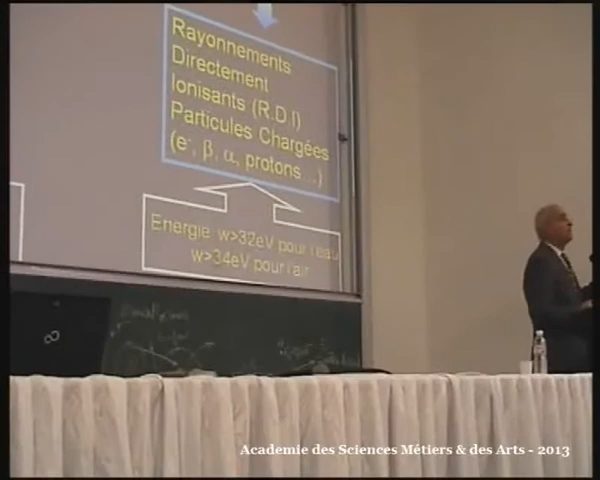 Rayonnements
Directement
Ionisants (R.D.I)
Particules Chargées
(e-, β, α, protons...)
Energie: w>32eV pour l'eau
w>34eV pour l'air
∞
Academie des Sciences Métiers & des Arts - 2013